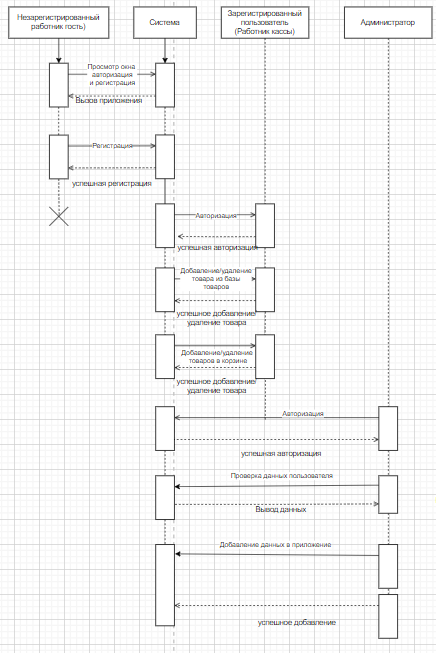 Незарегистрированный
работник гость)
Система
Зарегистрированный
пользователь
(Работник кассы)
Администратор
Просмотр окна
авторизация
и регистрация
Вызов приложения
Регистрация
успешная регистрация
Авторизация
успешная авторизация
Добавление/удаление
товара из базы
товаров
успешное добавление/
удаление товара
Добавление/удаление
товаров в корзине
успешное добавление/
удаление товара
Авторизация
успешная авторизация
Проверка данных пользователя
Вывод данных
Добавление данных в приложение
успешное добавление